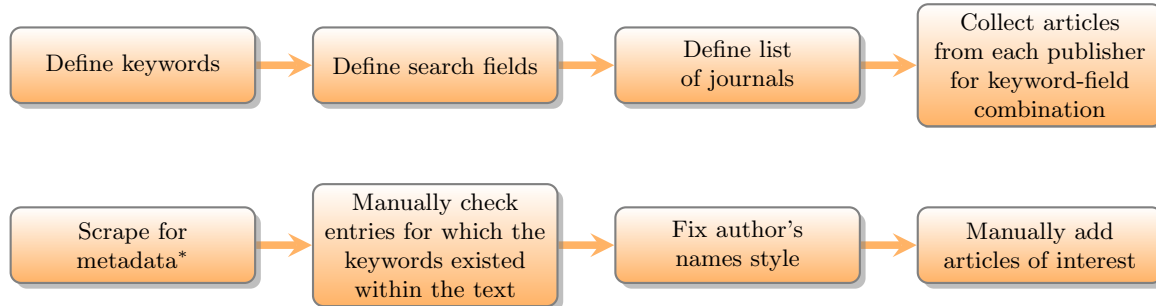 Define keywords
Define search fields
Define list
of journals
Collect articles
from each publisher
for keyword-field
combination
Scrape for
metadata*
Manually check
entries for which the
keywords existed
within the text
Fix author's
names style
Manually add
articles of interest